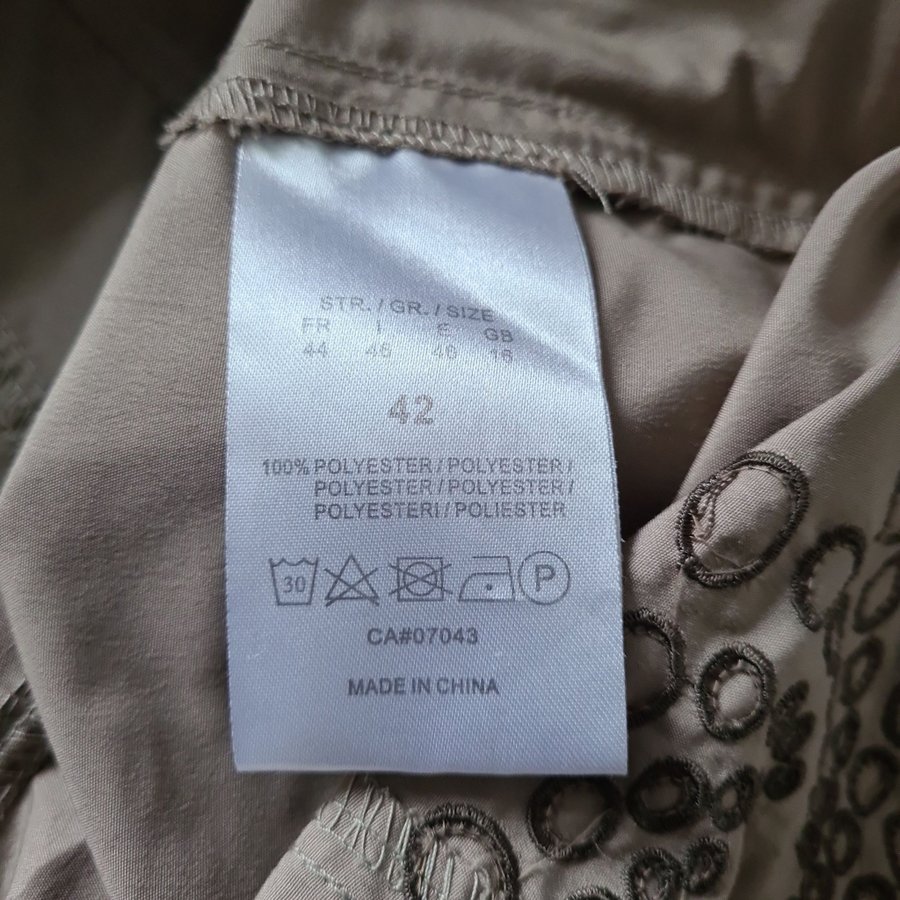 STR. / GR. / SIZE
FR I E GB
44 46 46 16
42
100% POLYESTER / POLYESTER /
POLYESTER / POLYESTER /
POLYESTERI / POLIESTER
30 P
CA#07043
MADE IN CHINA